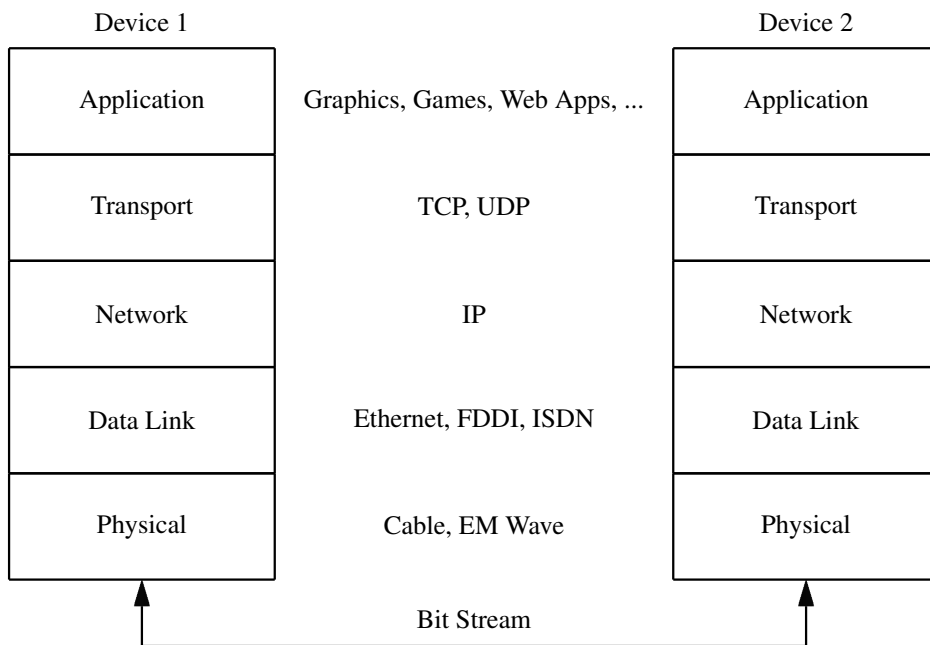 Device 1
Device 2
Application
Graphics, Games, Web Apps, ...
Application
Transport
TCP, UDP
Transport
Network
IP
Network
Data Link
Ethernet, FDDI, ISDN
Data Link
Physical
Cable, EM Wave
Physical
Bit Stream